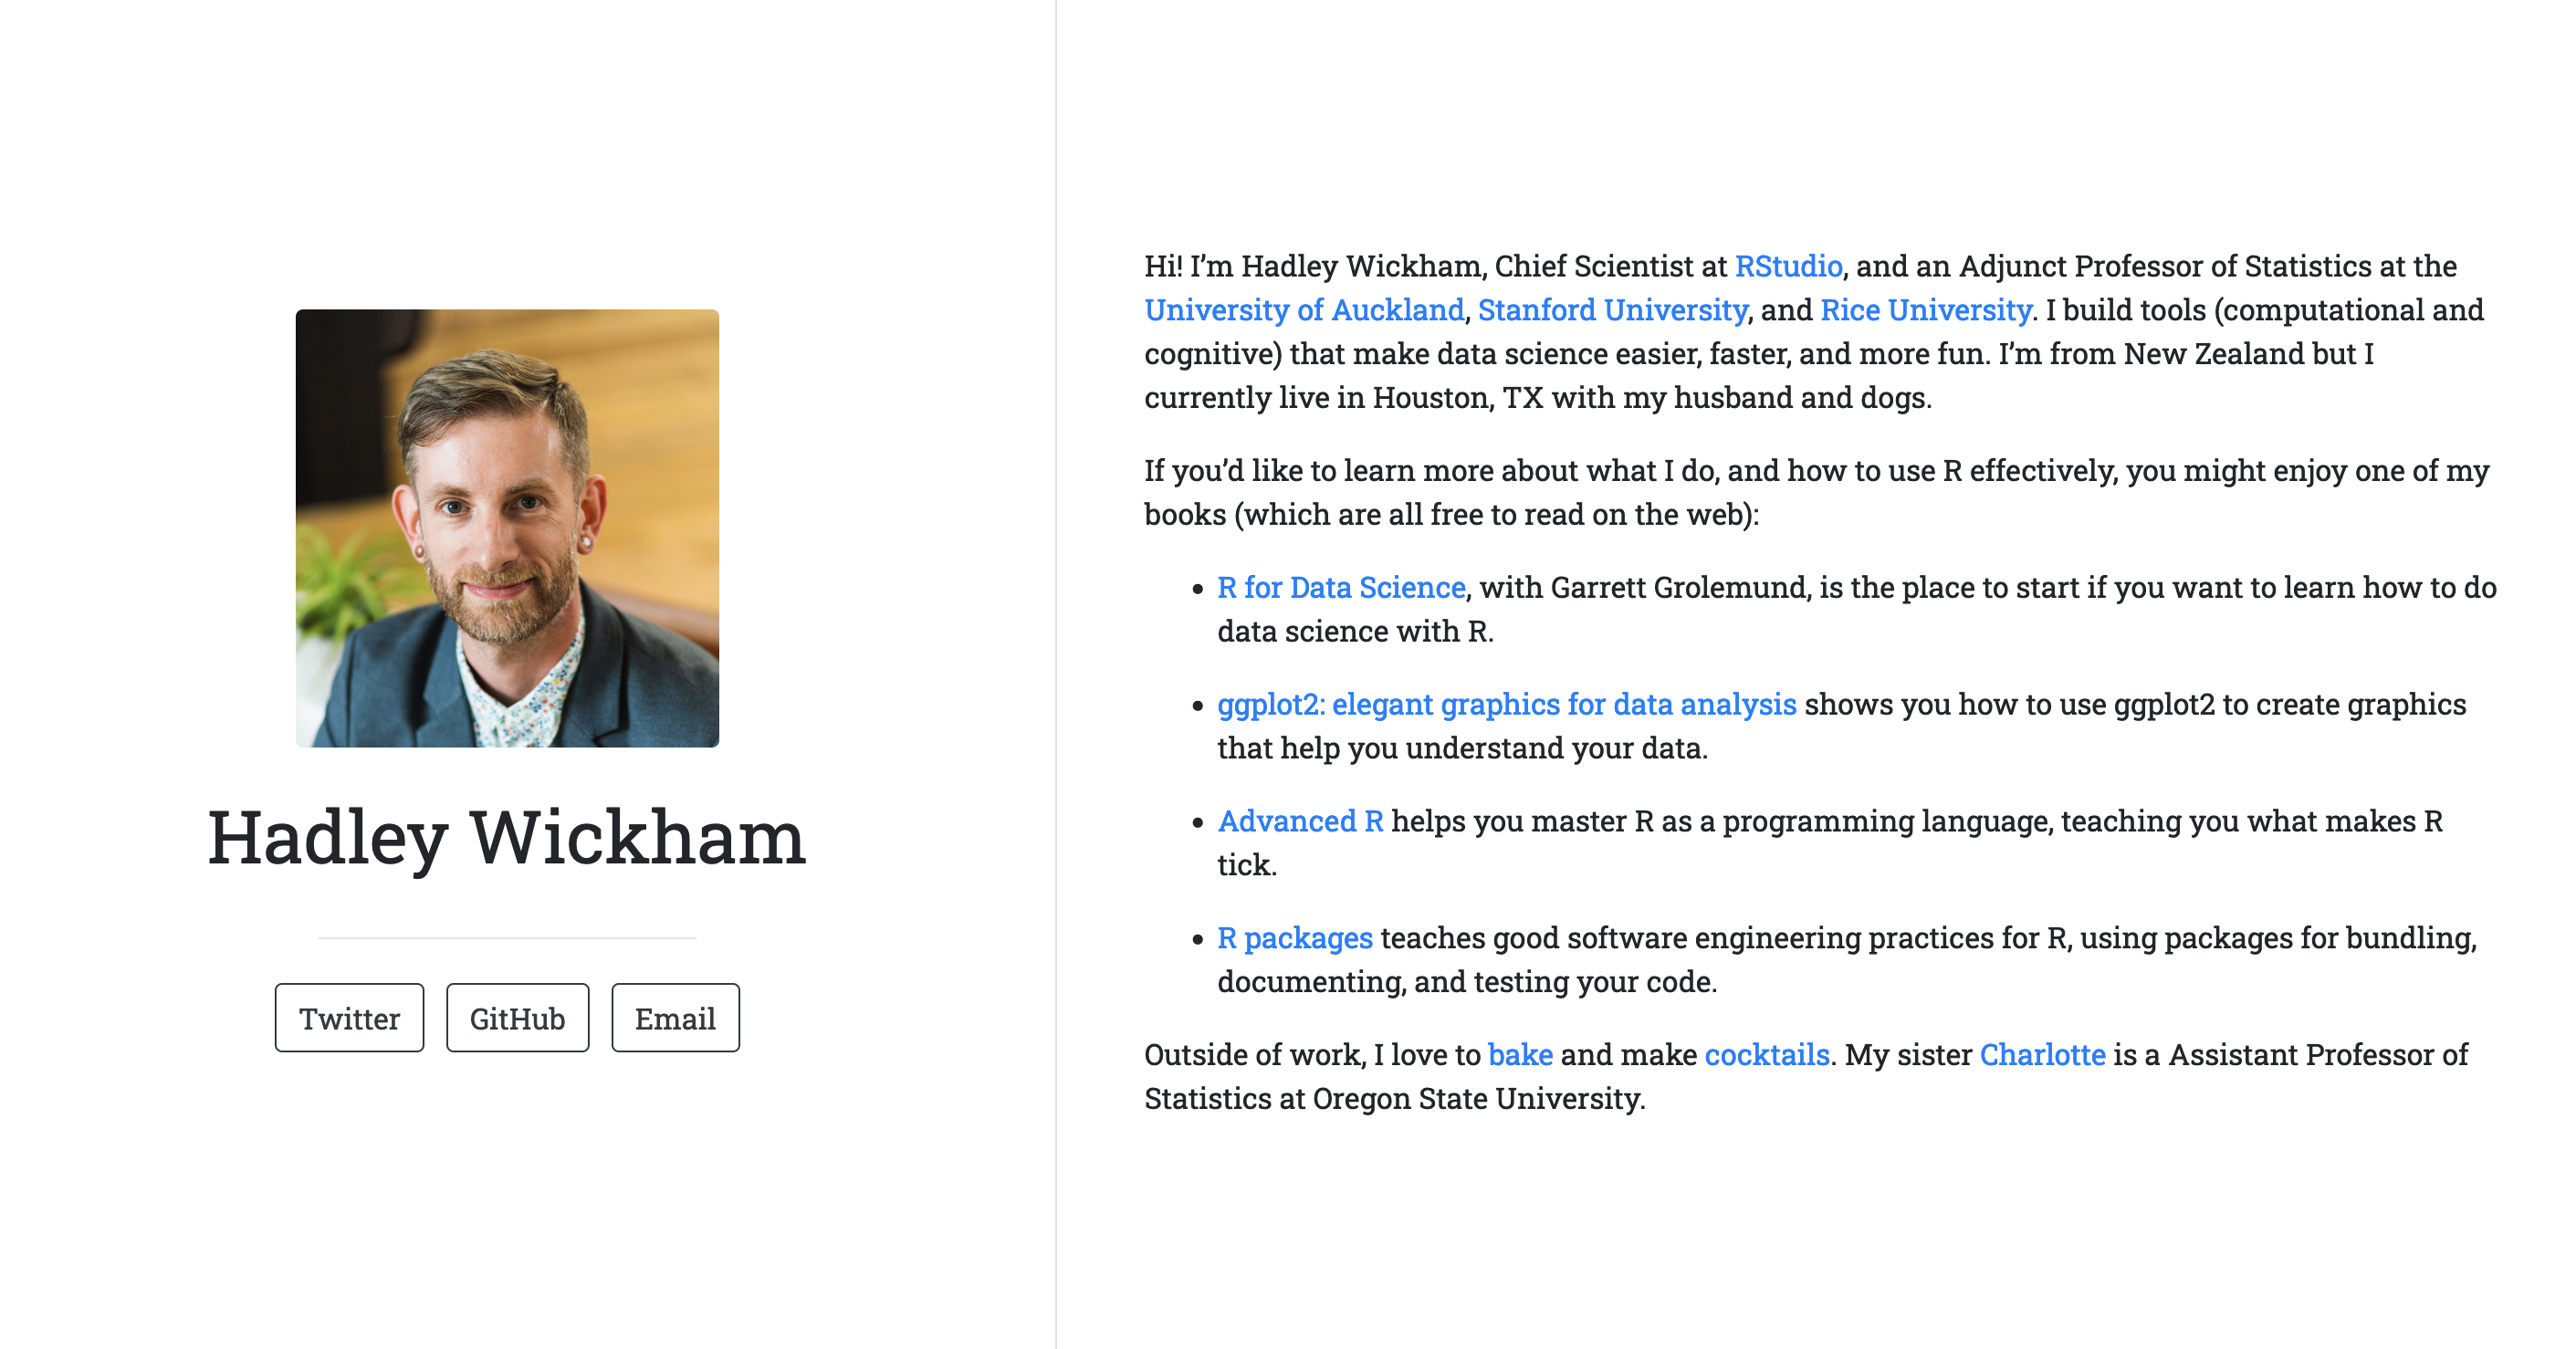 Hadley Wickham
Twitter
GitHub
Email
Hi! I’m Hadley Wickham, Chief Scientist at RStudio, and an Adjunct Professor of Statistics at the
University of Auckland, Stanford University, and Rice University. I build tools (computational and
cognitive) that make data science easier, faster, and more fun. I’m from New Zealand but I
currently live in Houston, TX with my husband and dogs.
If you’d like to learn more about what I do, and how to use R effectively, you might enjoy one of my
books (which are all free to read on the web):
• R for Data Science, with Garrett Grolemund, is the place to start if you want to learn how to do
data science with R.
• ggplot2: elegant graphics for data analysis shows you how to use ggplot2 to create graphics
that help you understand your data.
• Advanced R helps you master R as a programming language, teaching you what makes R
tick.
• R packages teaches good software engineering practices for R, using packages for bundling,
documenting, and testing your code.
Outside of work, I love to bake and make cocktails. My sister Charlotte is a Assistant Professor of
Statistics at Oregon State University.